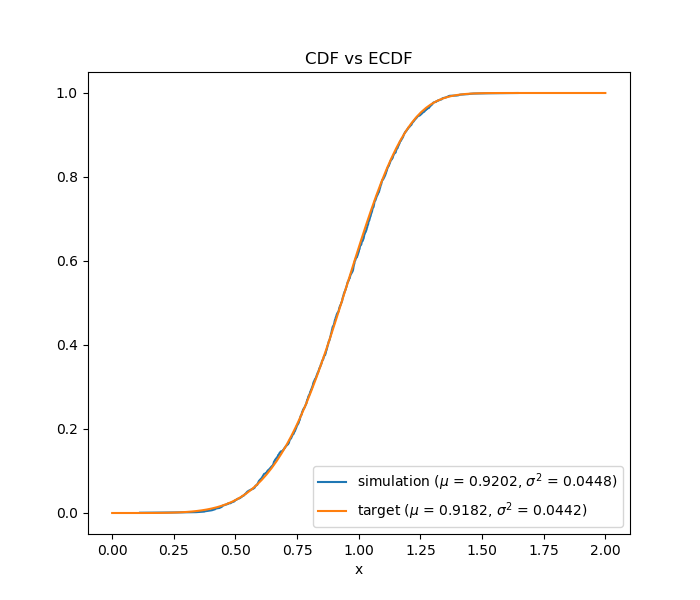 CDF vs ECDF
1.0
0.8
0.6
0.4
0.2
0.0
simulation (μ = 0.9202, σ² = 0.0448)
target (μ = 0.9182, σ² = 0.0442)
0.00 0.25 0.50 0.75 1.00 1.25 1.50 1.75 2.00
x